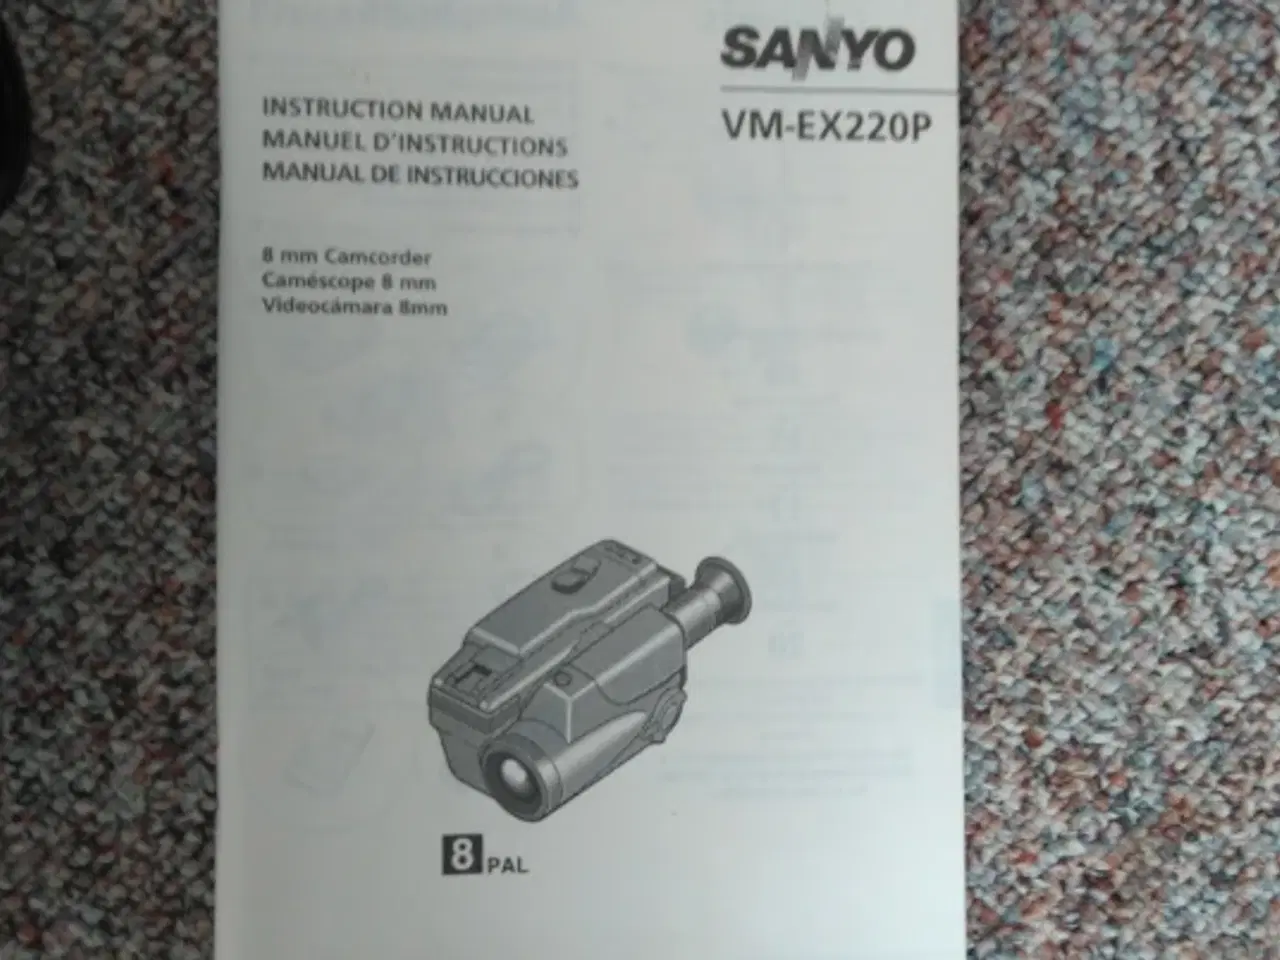 SANYO
VM-EX220P
INSTRUCTION MANUAL
MANUEL D'INSTRUCTIONS
MANUAL DE INSTRUCCIONES
8 mm Camcorder
Caméscope 8 mm
Videocámara 8mm
8 PAL